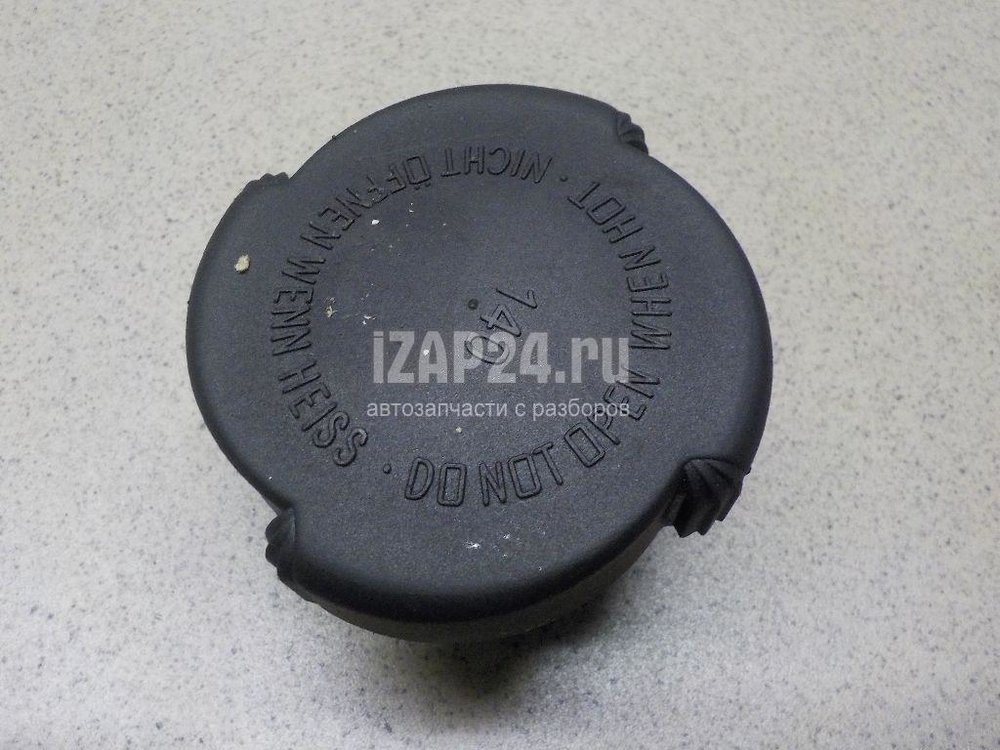 DO NOT OPEN WHEN HOT · NICHT ÖFFNEN WENN HEISS ·
140
iZAP24.ru
автозапчасти с разборов